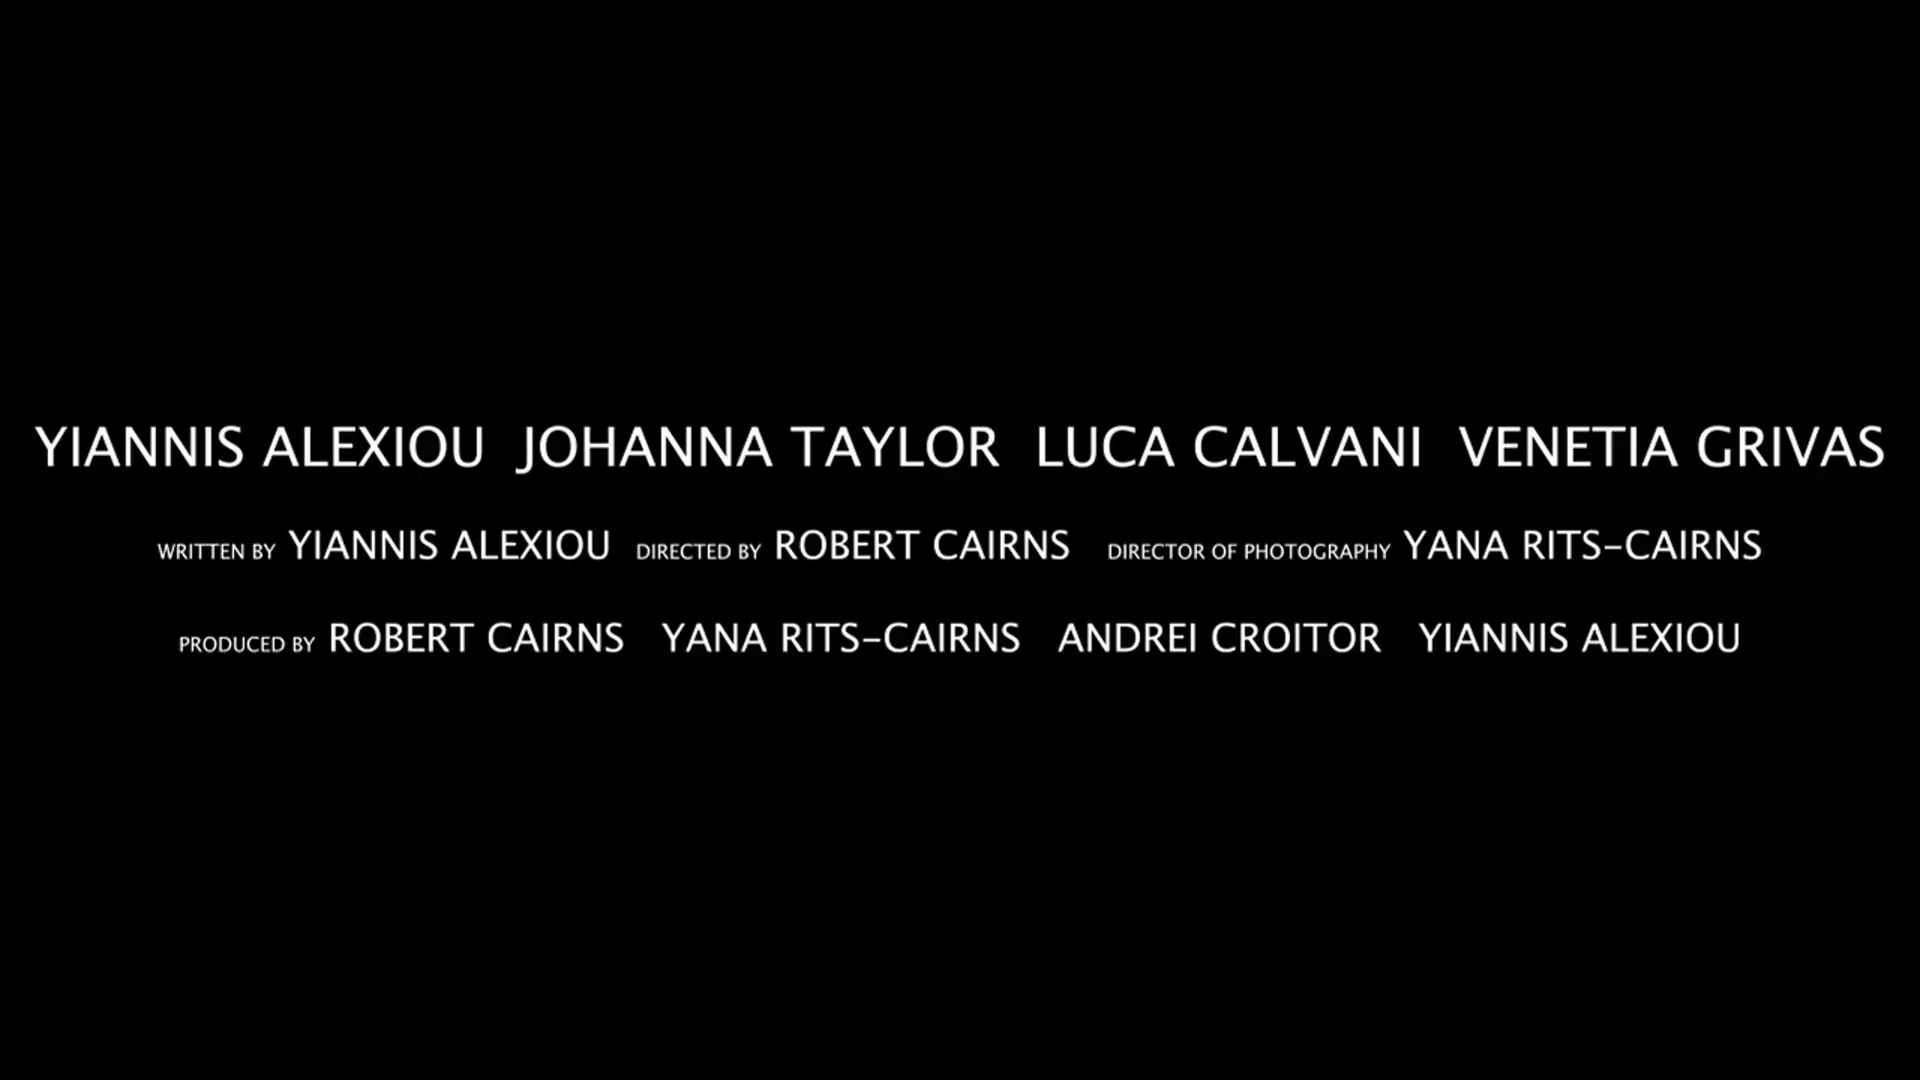 YIANNIS ALEXIOU JOHANNA TAYLOR LUCA CALVANI VENETIA GRIVAS
WRITTEN BY YIANNIS ALEXIOU DIRECTED BY ROBERT CAIRNS DIRECTOR OF PHOTOGRAPHY YANA RITS-CAIRNS
PRODUCED BY ROBERT CAIRNS YANA RITS-CAIRNS ANDREI CROITOR YIANNIS ALEXIOU